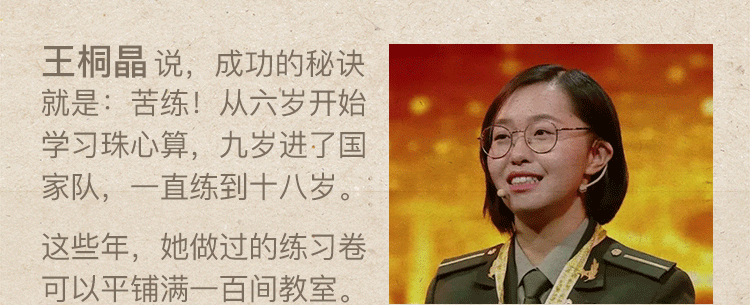 王桐晶 说，成功的秘诀
就是：苦练！从六岁开始
学习珠心算，九岁进了国
家队，一直练到十八岁。
这些年，她做过的练习卷
可以平铺满一百间教室。